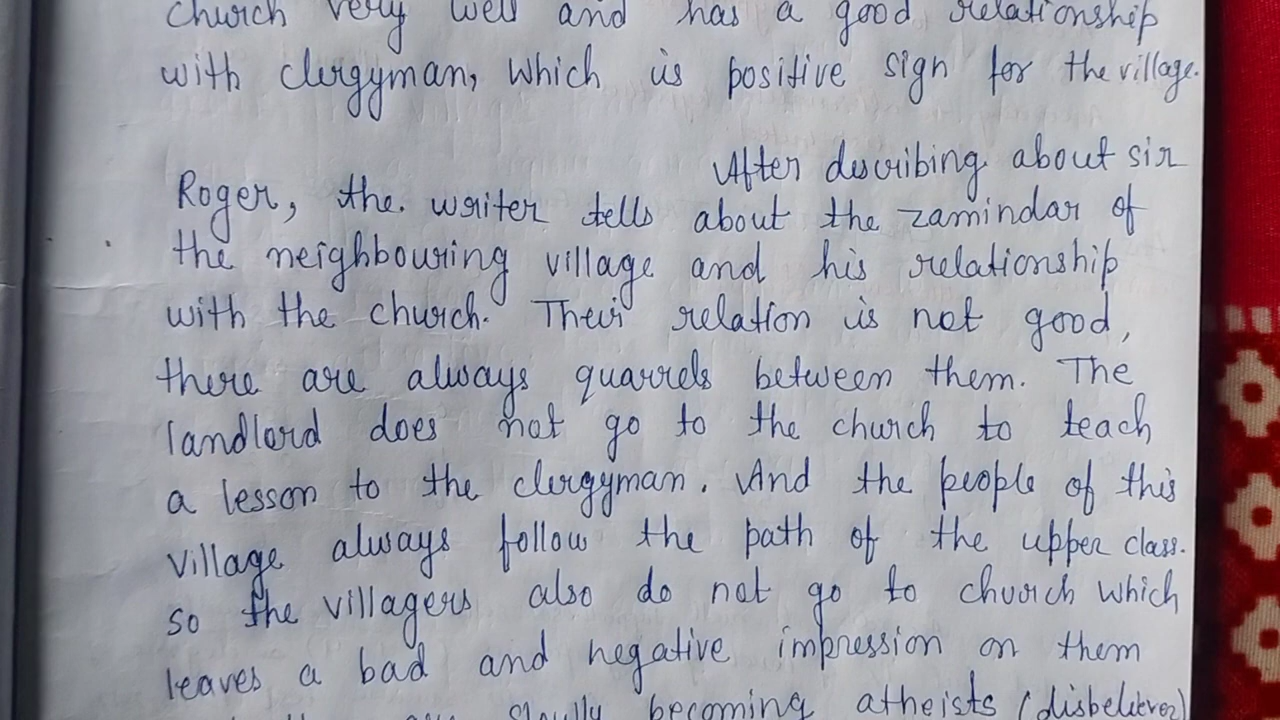 church very well and has a good relationship
with clergyman, which is positive sign for the village.
After describing about sir
Roger, the. writer tells about the zamindar of
the neighbouring village and his relationship
with the church. Their relation is not good,
there are always quarrels between them. The
landlord does not go to the church to teach
a lesson to the clergyman. And the people of this
village always follow the path of the upper class.
so the villagers also do not go to church which
leaves a bad and negative impression on them
becoming atheists (disbeliever)